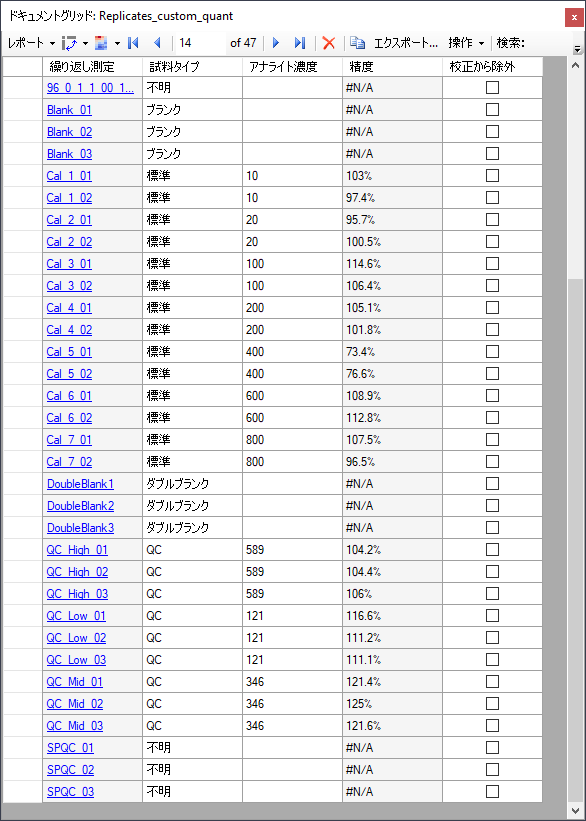 ドキュメントグリッド: Replicates_custom_quant
レポート 14 of 47 エクスポート... 操作 検索:
繰り返し測定 試料タイプ アナライト濃度 精度 校正から除外
96_0_1_1_00_1... 不明 #N/A
Blank_01 ブランク #N/A
Blank_02 ブランク #N/A
Blank_03 ブランク #N/A
Cal_1_01 標準 10 103%
Cal_1_02 標準 10 97.4%
Cal_2_01 標準 20 95.7%
Cal_2_02 標準 20 100.5%
Cal_3_01 標準 100 114.6%
Cal_3_02 標準 100 106.4%
Cal_4_01 標準 200 105.1%
Cal_4_02 標準 200 101.8%
Cal_5_01 標準 400 73.4%
Cal_5_02 標準 400 76.6%
Cal_6_01 標準 600 108.9%
Cal_6_02 標準 600 112.8%
Cal_7_01 標準 800 107.5%
Cal_7_02 標準 800 96.5%
DoubleBlank1 ダブルブランク #N/A
DoubleBlank2 ダブルブランク #N/A
DoubleBlank3 ダブルブランク #N/A
QC_High_01 QC 589 104.2%
QC_High_02 QC 589 104.4%
QC_High_03 QC 589 106%
QC_Low_01 QC 121 116.6%
QC_Low_02 QC 121 111.2%
QC_Low_03 QC 121 111.1%
QC_Mid_01 QC 346 121.4%
QC_Mid_02 QC 346 125%
QC_Mid_03 QC 346 121.6%
SPQC_01 不明 #N/A
SPQC_02 不明 #N/A
SPQC_03 不明 #N/A